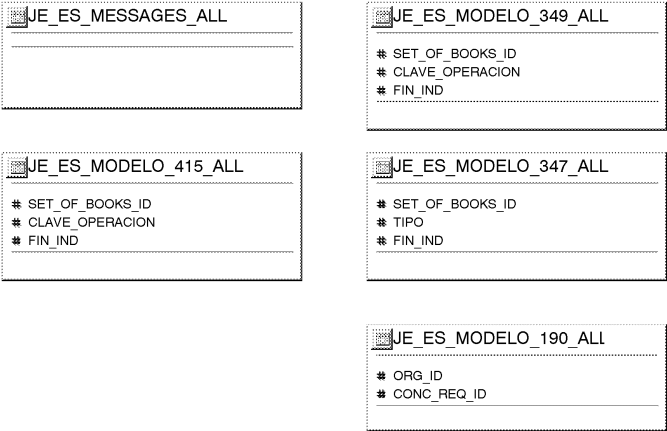 JE_ES_MESSAGES_ALL
JE_ES_MODELO_349_ALL
# SET_OF_BOOKS_ID
# CLAVE_OPERACION
# FIN_IND
JE_ES_MODELO_415_ALL
# SET_OF_BOOKS_ID
# CLAVE_OPERACION
# FIN_IND
JE_ES_MODELO_347_ALL
# SET_OF_BOOKS_ID
# TIPO
# FIN_IND
JE_ES_MODELO_190_ALL
# ORG_ID
# CONC_REQ_ID